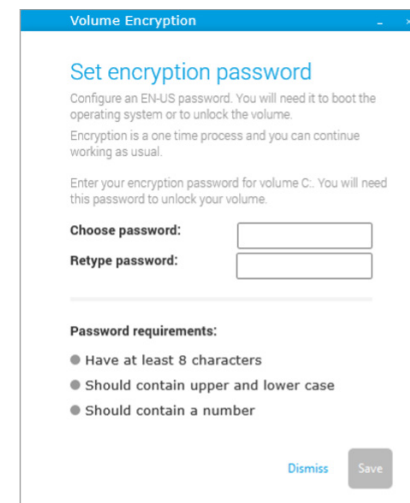 Volume Encryption
Set encryption password
Configure an EN-US password. You will need it to boot the
operating system or to unlock the volume.
Encryption is a one time process and you can continue
working as usual.
Enter your encryption password for volume C:. You will need
this password to unlock your volume.
Choose password:
Retype password:
Password requirements:
Have at least 8 characters
Should contain upper and lower case
Should contain a number
Dismiss Save